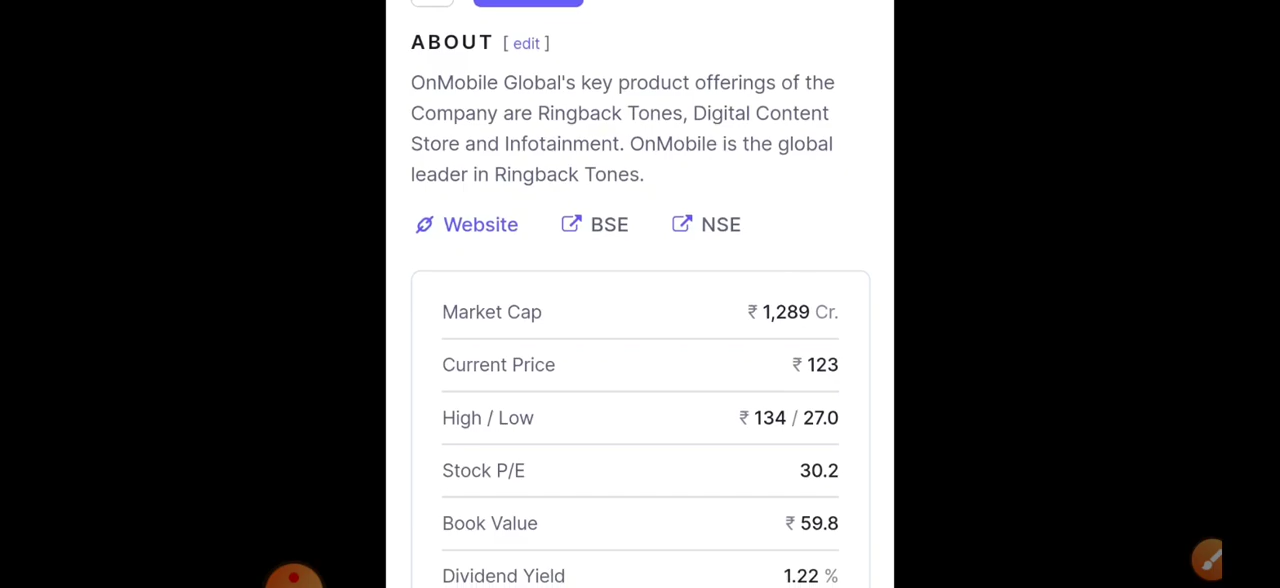 ABOUT [ edit ]
OnMobile Global's key product offerings of the
Company are Ringback Tones, Digital Content
Store and Infotainment. OnMobile is the global
leader in Ringback Tones.
Website BSE NSE
Market Cap ₹ 1,289 Cr.
Current Price ₹ 123
High / Low ₹ 134 / 27.0
Stock P/E 30.2
Book Value ₹ 59.8
Dividend Yield 1.22 %